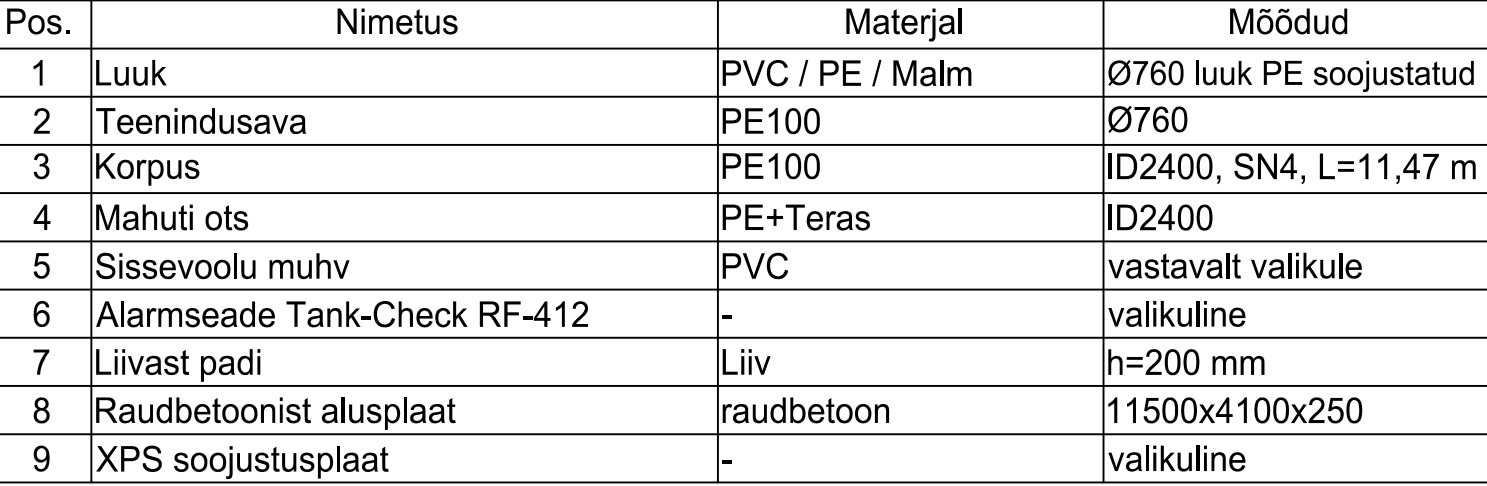 Pos. Nimetus Materjal Mõõdud
1 Luuk PVC / PE / Malm Ø760 luuk PE soojustatud
2 Teenindusava PE100 Ø760
3 Korpus PE100 ID2400, SN4, L=11,47 m
4 Mahuti ots PE+Teras ID2400
5 Sissevoolu muhv PVC vastavalt valikule
6 Alarmseade Tank-Check RF-412 - valikuline
7 Liivast padi Liiv h=200 mm
8 Raudbetoonist alusplaat raudbetoon 11500x4100x250
9 XPS soojustusplaat - valikuline